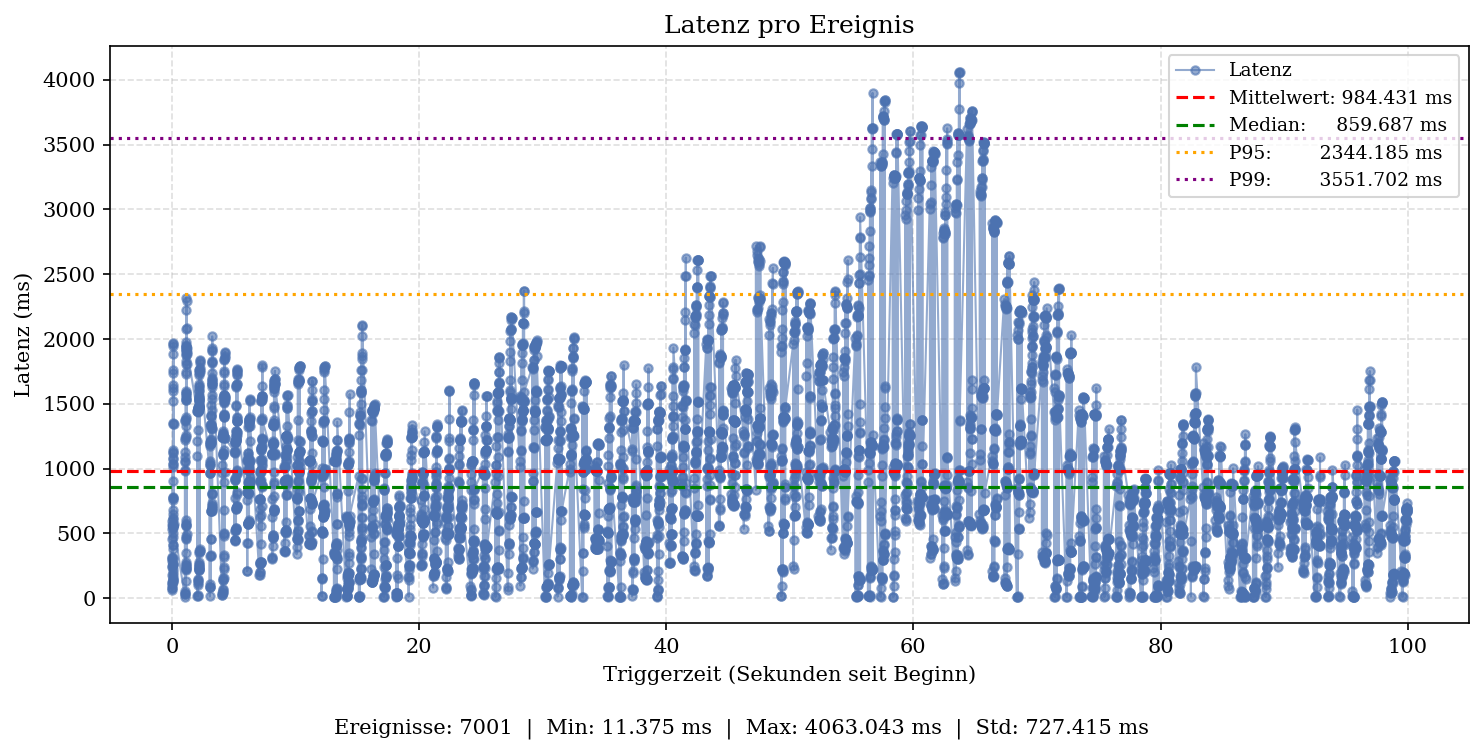 Latenz pro Ereignis
Latenz (ms)
4000
3500
3000
2500
2000
1500
1000
500
0
Latenz
Mittelwert: 984.431 ms
Median: 859.687 ms
P95: 2344.185 ms
P99: 3551.702 ms
0 20 40 60 80 100
Triggerzeit (Sekunden seit Beginn)
Ereignisse: 7001 | Min: 11.375 ms | Max: 4063.043 ms | Std: 727.415 ms